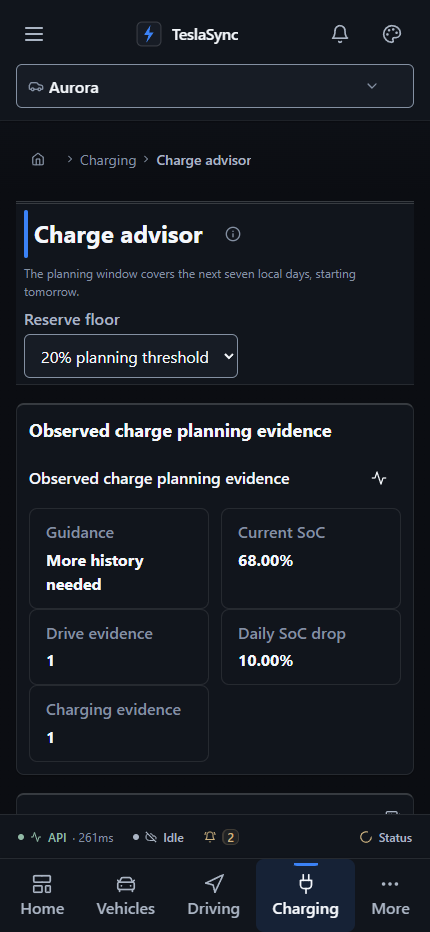 TeslaSync
Aurora
Charging
Charge advisor
Charge advisor
The planning window covers the next seven local days, starting
tomorrow.
Reserve floor
20% planning threshold
Observed charge planning evidence
Observed charge planning evidence
Guidance
More history
needed
Current SoC
68.00%
Drive evidence
1
Daily SoC drop
10.00%
Charging evidence
1
API · 261ms
Idle
2
Status
Home
Vehicles
Driving
Charging
More